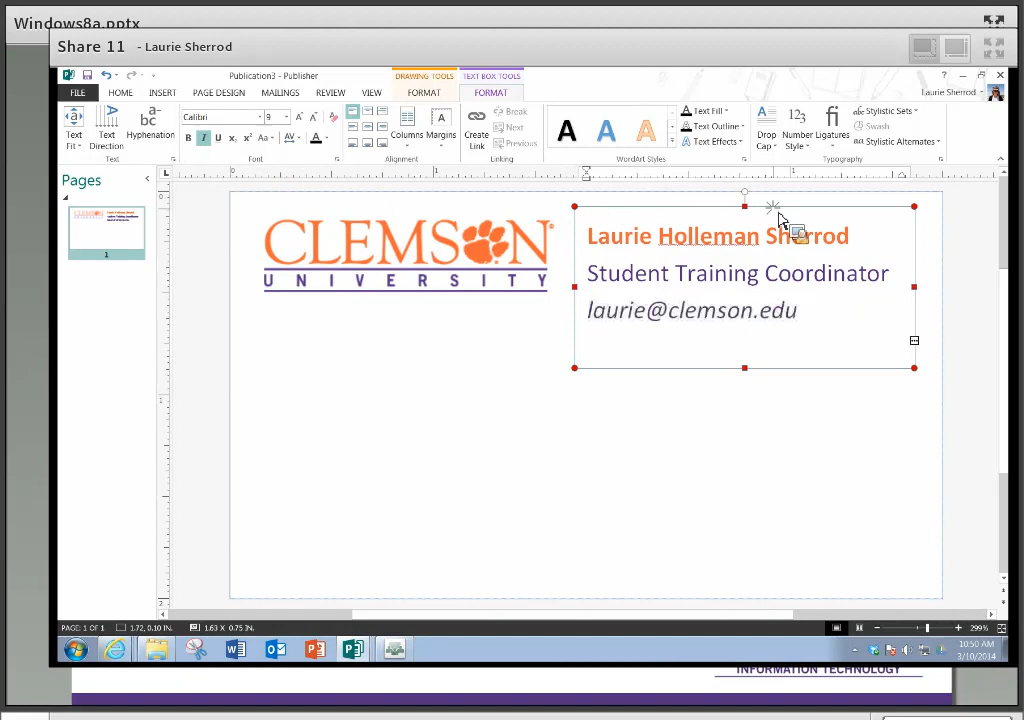 Windows8a.pptx
Share 11 - Laurie Sherrod
Publication3 - Publisher
DRAWING TOOLS
TEXT BOX TOOLS
FILE HOME INSERT PAGE DESIGN MAILINGS REVIEW VIEW FORMAT FORMAT
Laurie Sherrod
Text Fit
Text Direction
Hyphenation
Text
Calibri 9
B I U x₂ x² Aa AV A
Font
Columns Margins
Alignment
Create Link
Break
Next
Previous
Linking
A A A
Text Fill
Text Outline
Text Effects
WordArt Styles
Drop Cap
Number Style
Ligatures
Stylistic Sets
Swash
Stylistic Alternates
Typography
Pages
1
CLEMSON®
UNIVERSITY
Laurie Holleman Sherrod
Student Training Coordinator
laurie@clemson.edu
PAGE: 1 OF 1 1.72, 0.10 IN. 1.63 X 0.75 IN.
299%
10:50 AM
3/10/2014
INFORMATION TECHNOLOGY